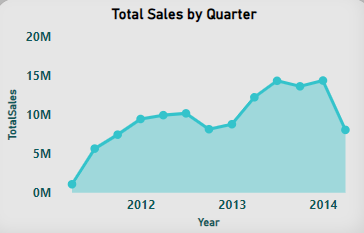 Total Sales by Quarter
20M
15M
10M
5M
0M
TotalSales
2012 2013 2014
Year